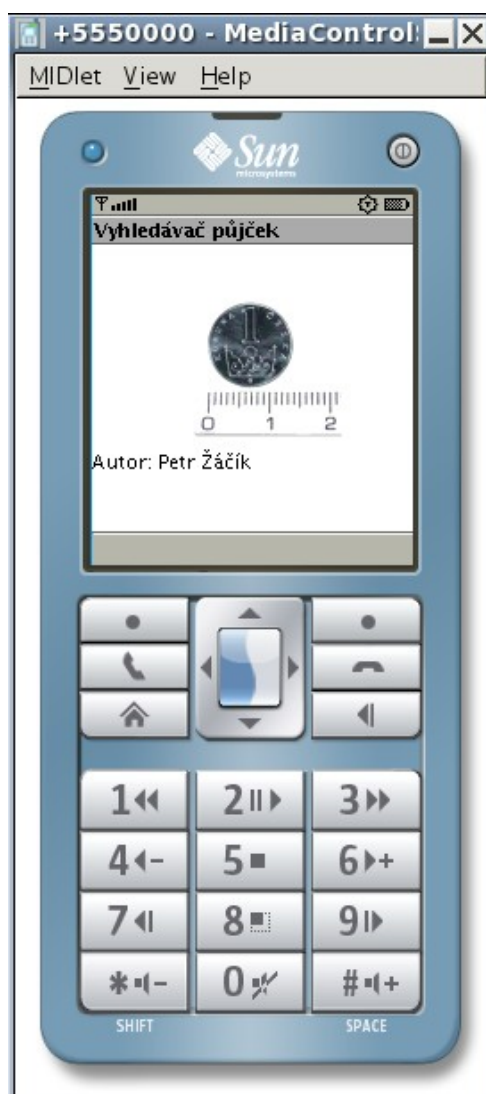 +5550000 - MediaControl
MIDlet View Help
Sun
microsystems
Vyhledávač půjček
1
0 1 2
Autor: Petr Žáčík
1 2 3
4 - 5 6 +
7 8 9
* - 0 # +
SHIFT SPACE